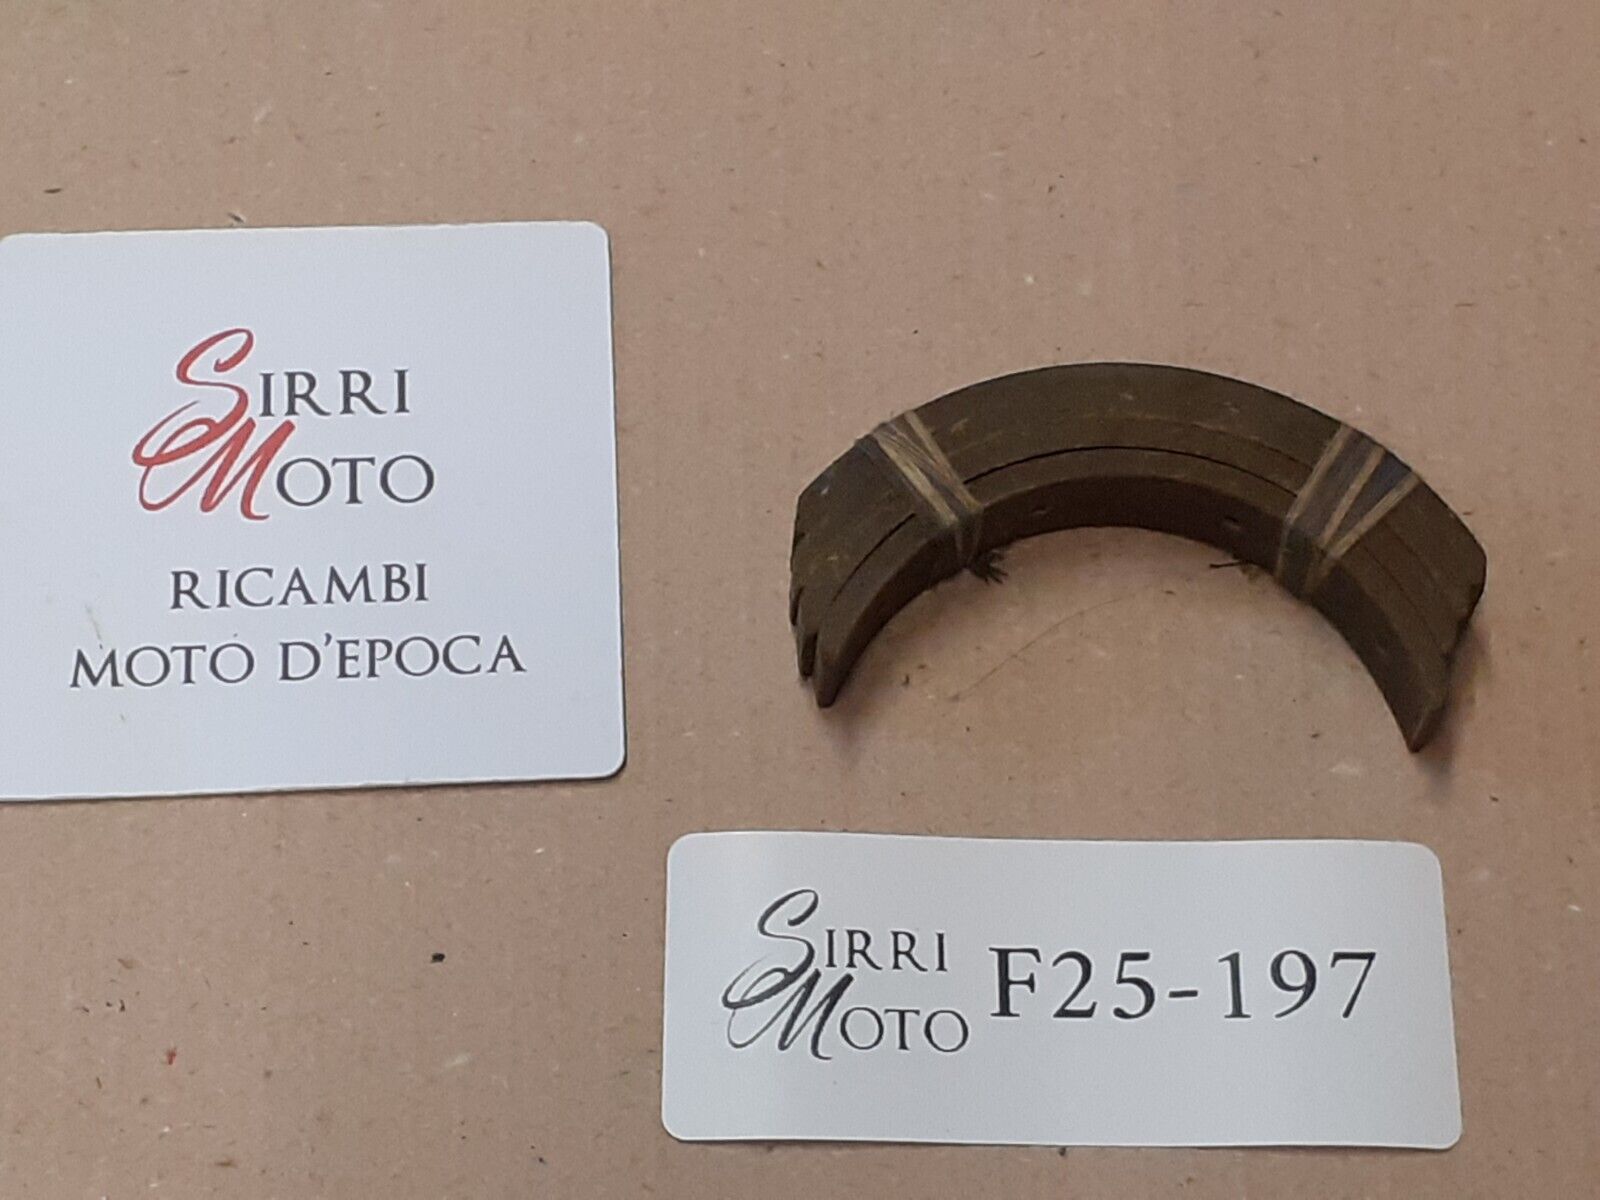 SIRRI
MOTO
RICAMBI
MOTO D'EPOCA
SIRRI
MOTO
F25-197